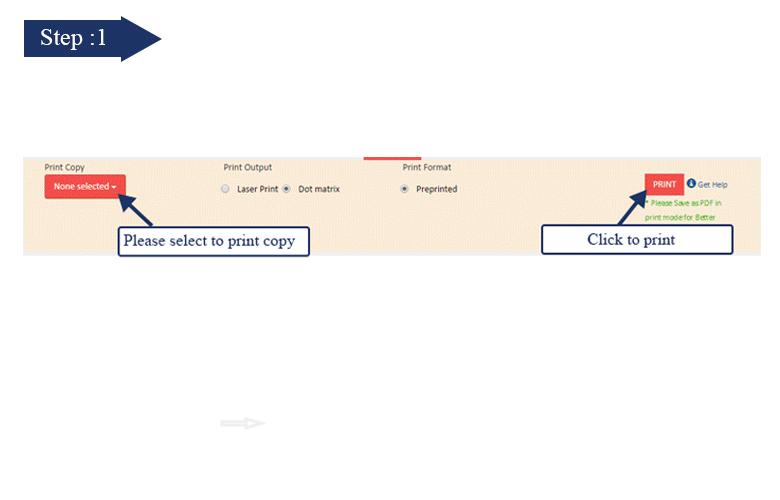 Step :1
Print Copy
Print Output
Print Format
None selected
Laser Print
Dot matrix
Preprinted
PRINT
Get Help
* Please Save as PDF in
print mode for Better
Please select to print copy
Click to print